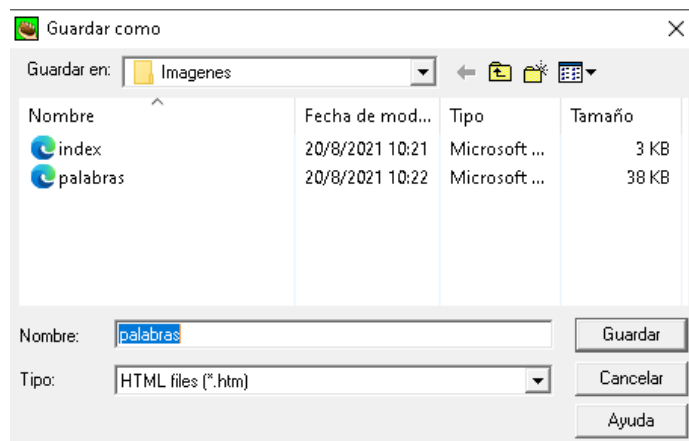 Guardar como
Guardar en: Imagenes
Nombre Fecha de mod... Tipo Tamaño
index 20/8/2021 10:21 Microsoft ... 3 KB
palabras 20/8/2021 10:22 Microsoft ... 38 KB
Nombre: palabras Guardar
Tipo: HTML files (*.htm) Cancelar
Ayuda